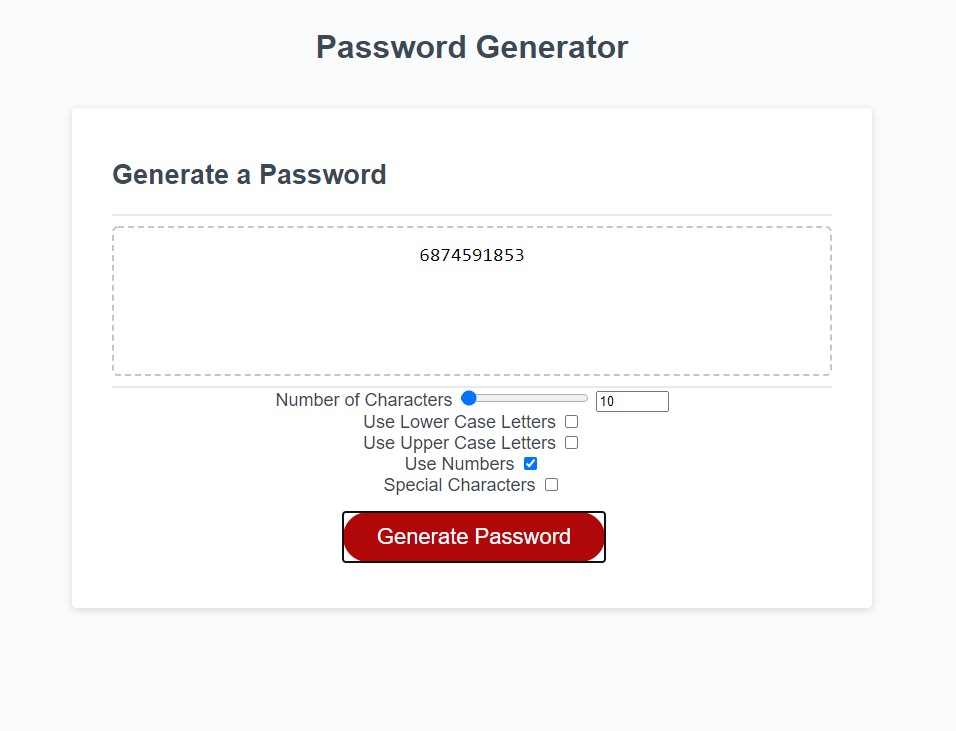 Password Generator
Generate a Password
6874591853
Number of Characters 10
Use Lower Case Letters
Use Upper Case Letters
Use Numbers
Special Characters
Generate Password